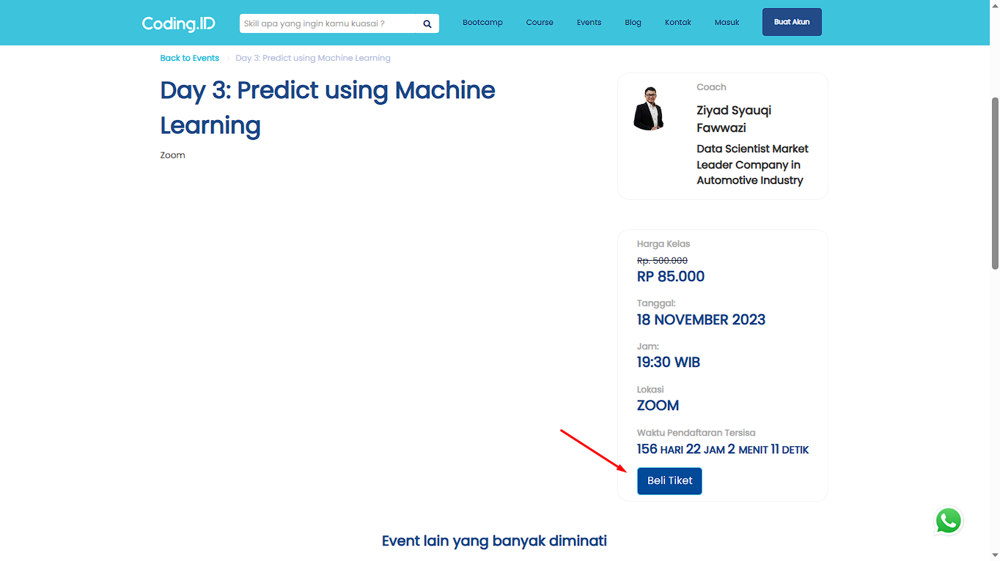 Coding.ID
Skill apa yang ingin kamu kuasai ?
Bootcamp
Course
Events
Blog
Kontak
Masuk
Buat Akun
Back to Events
Day 3: Predict using Machine Learning
Day 3: Predict using Machine
Learning
Zoom
Coach
Ziyad Syauqi
Fawwazi
Data Scientist Market
Leader Company in
Automotive Industry
Harga Kelas
Rp. 500.000
RP 85.000
Tanggal:
18 NOVEMBER 2023
Jam:
19:30 WIB
Lokasi
ZOOM
Waktu Pendaftaran Tersisa
156 HARI 22 JAM 2 MENIT 11 DETIK
Beli Tiket
Event lain yang banyak diminati